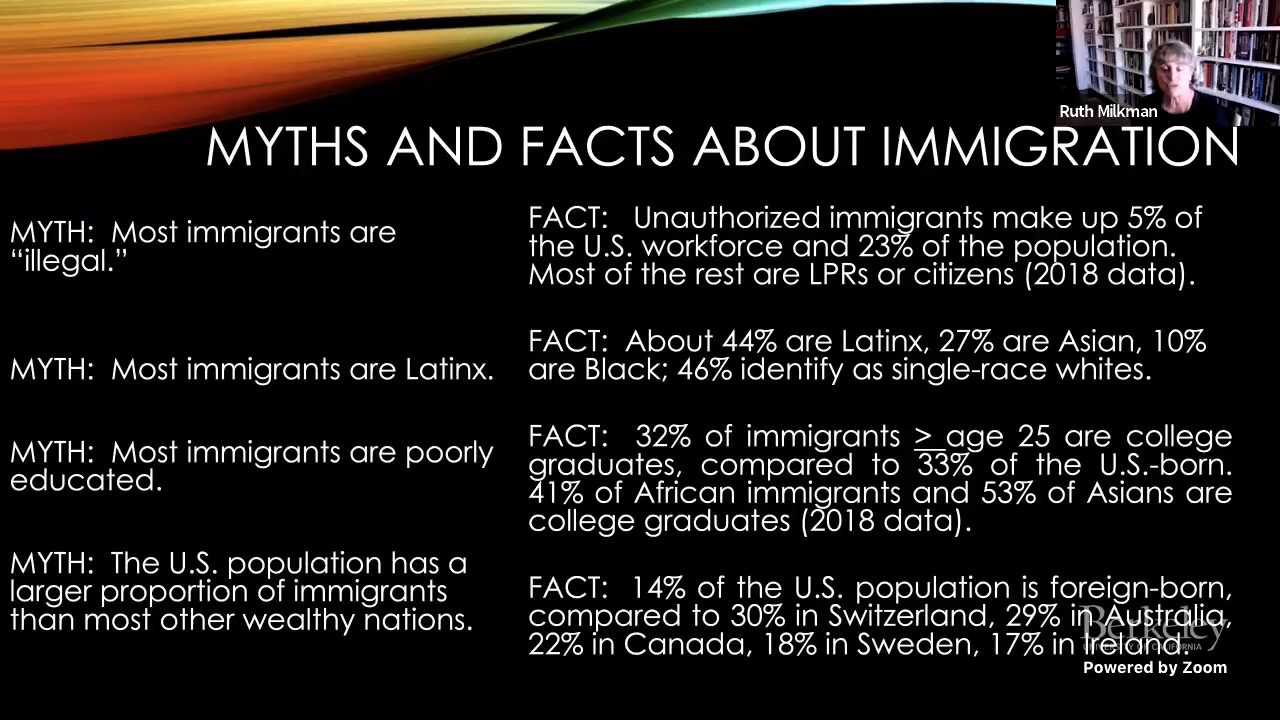 Ruth Milkman
MYTHS AND FACTS ABOUT IMMIGRATION
MYTH: Most immigrants are
“illegal.”
FACT: Unauthorized immigrants make up 5% of
the U.S. workforce and 23% of the population.
Most of the rest are LPRs or citizens (2018 data).
MYTH: Most immigrants are Latinx.
FACT: About 44% are Latinx, 27% are Asian, 10%
are Black; 46% identify as single-race whites.
MYTH: Most immigrants are poorly
educated.
FACT: 32% of immigrants > age 25 are college
graduates, compared to 33% of the U.S.-born.
41% of African immigrants and 53% of Asians are
college graduates (2018 data).
MYTH: The U.S. population has a
larger proportion of immigrants
than most other wealthy nations.
FACT: 14% of the U.S. population is foreign-born,
compared to 30% in Switzerland, 29% in Australia,
22% in Canada, 18% in Sweden, 17% in Ireland.
Berkeley
UNIVERSITY OF CALIFORNIA
Powered by Zoom